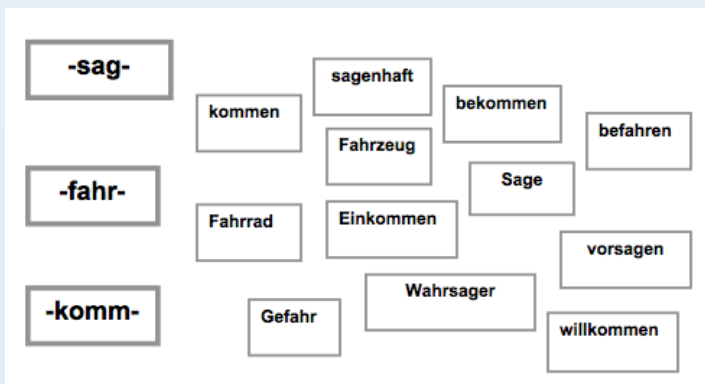 -sag-
sagenhaft
kommen
bekommen
befahren
Fahrzeug
-fahr-
Sage
Fahrrad
Einkommen
vorsagen
-komm-
Wahrsager
Gefahr
willkommen